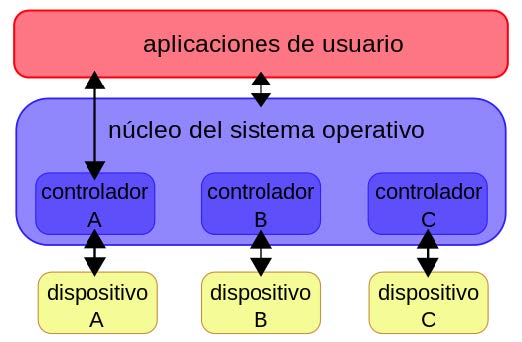 aplicaciones de usuario
núcleo del sistema operativo
controlador
A
controlador
B
controlador
C
dispositivo
A
dispositivo
B
dispositivo
C